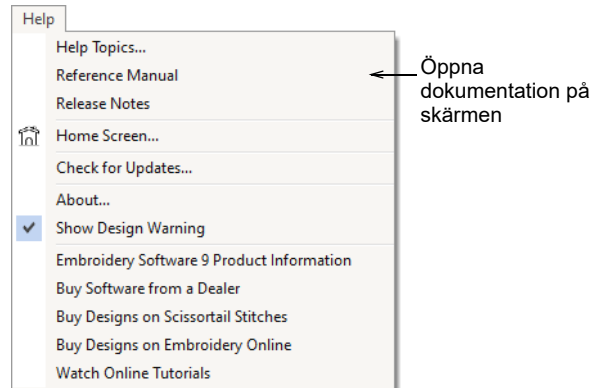 Help
Help Topics...
Reference Manual
Release Notes
Home Screen...
Check for Updates...
About...
Show Design Warning
Embroidery Software 9 Product Information
Buy Software from a Dealer
Buy Designs on Scissortail Stitches
Buy Designs on Embroidery Online
Watch Online Tutorials
Öppna
dokumentation på
skärmen